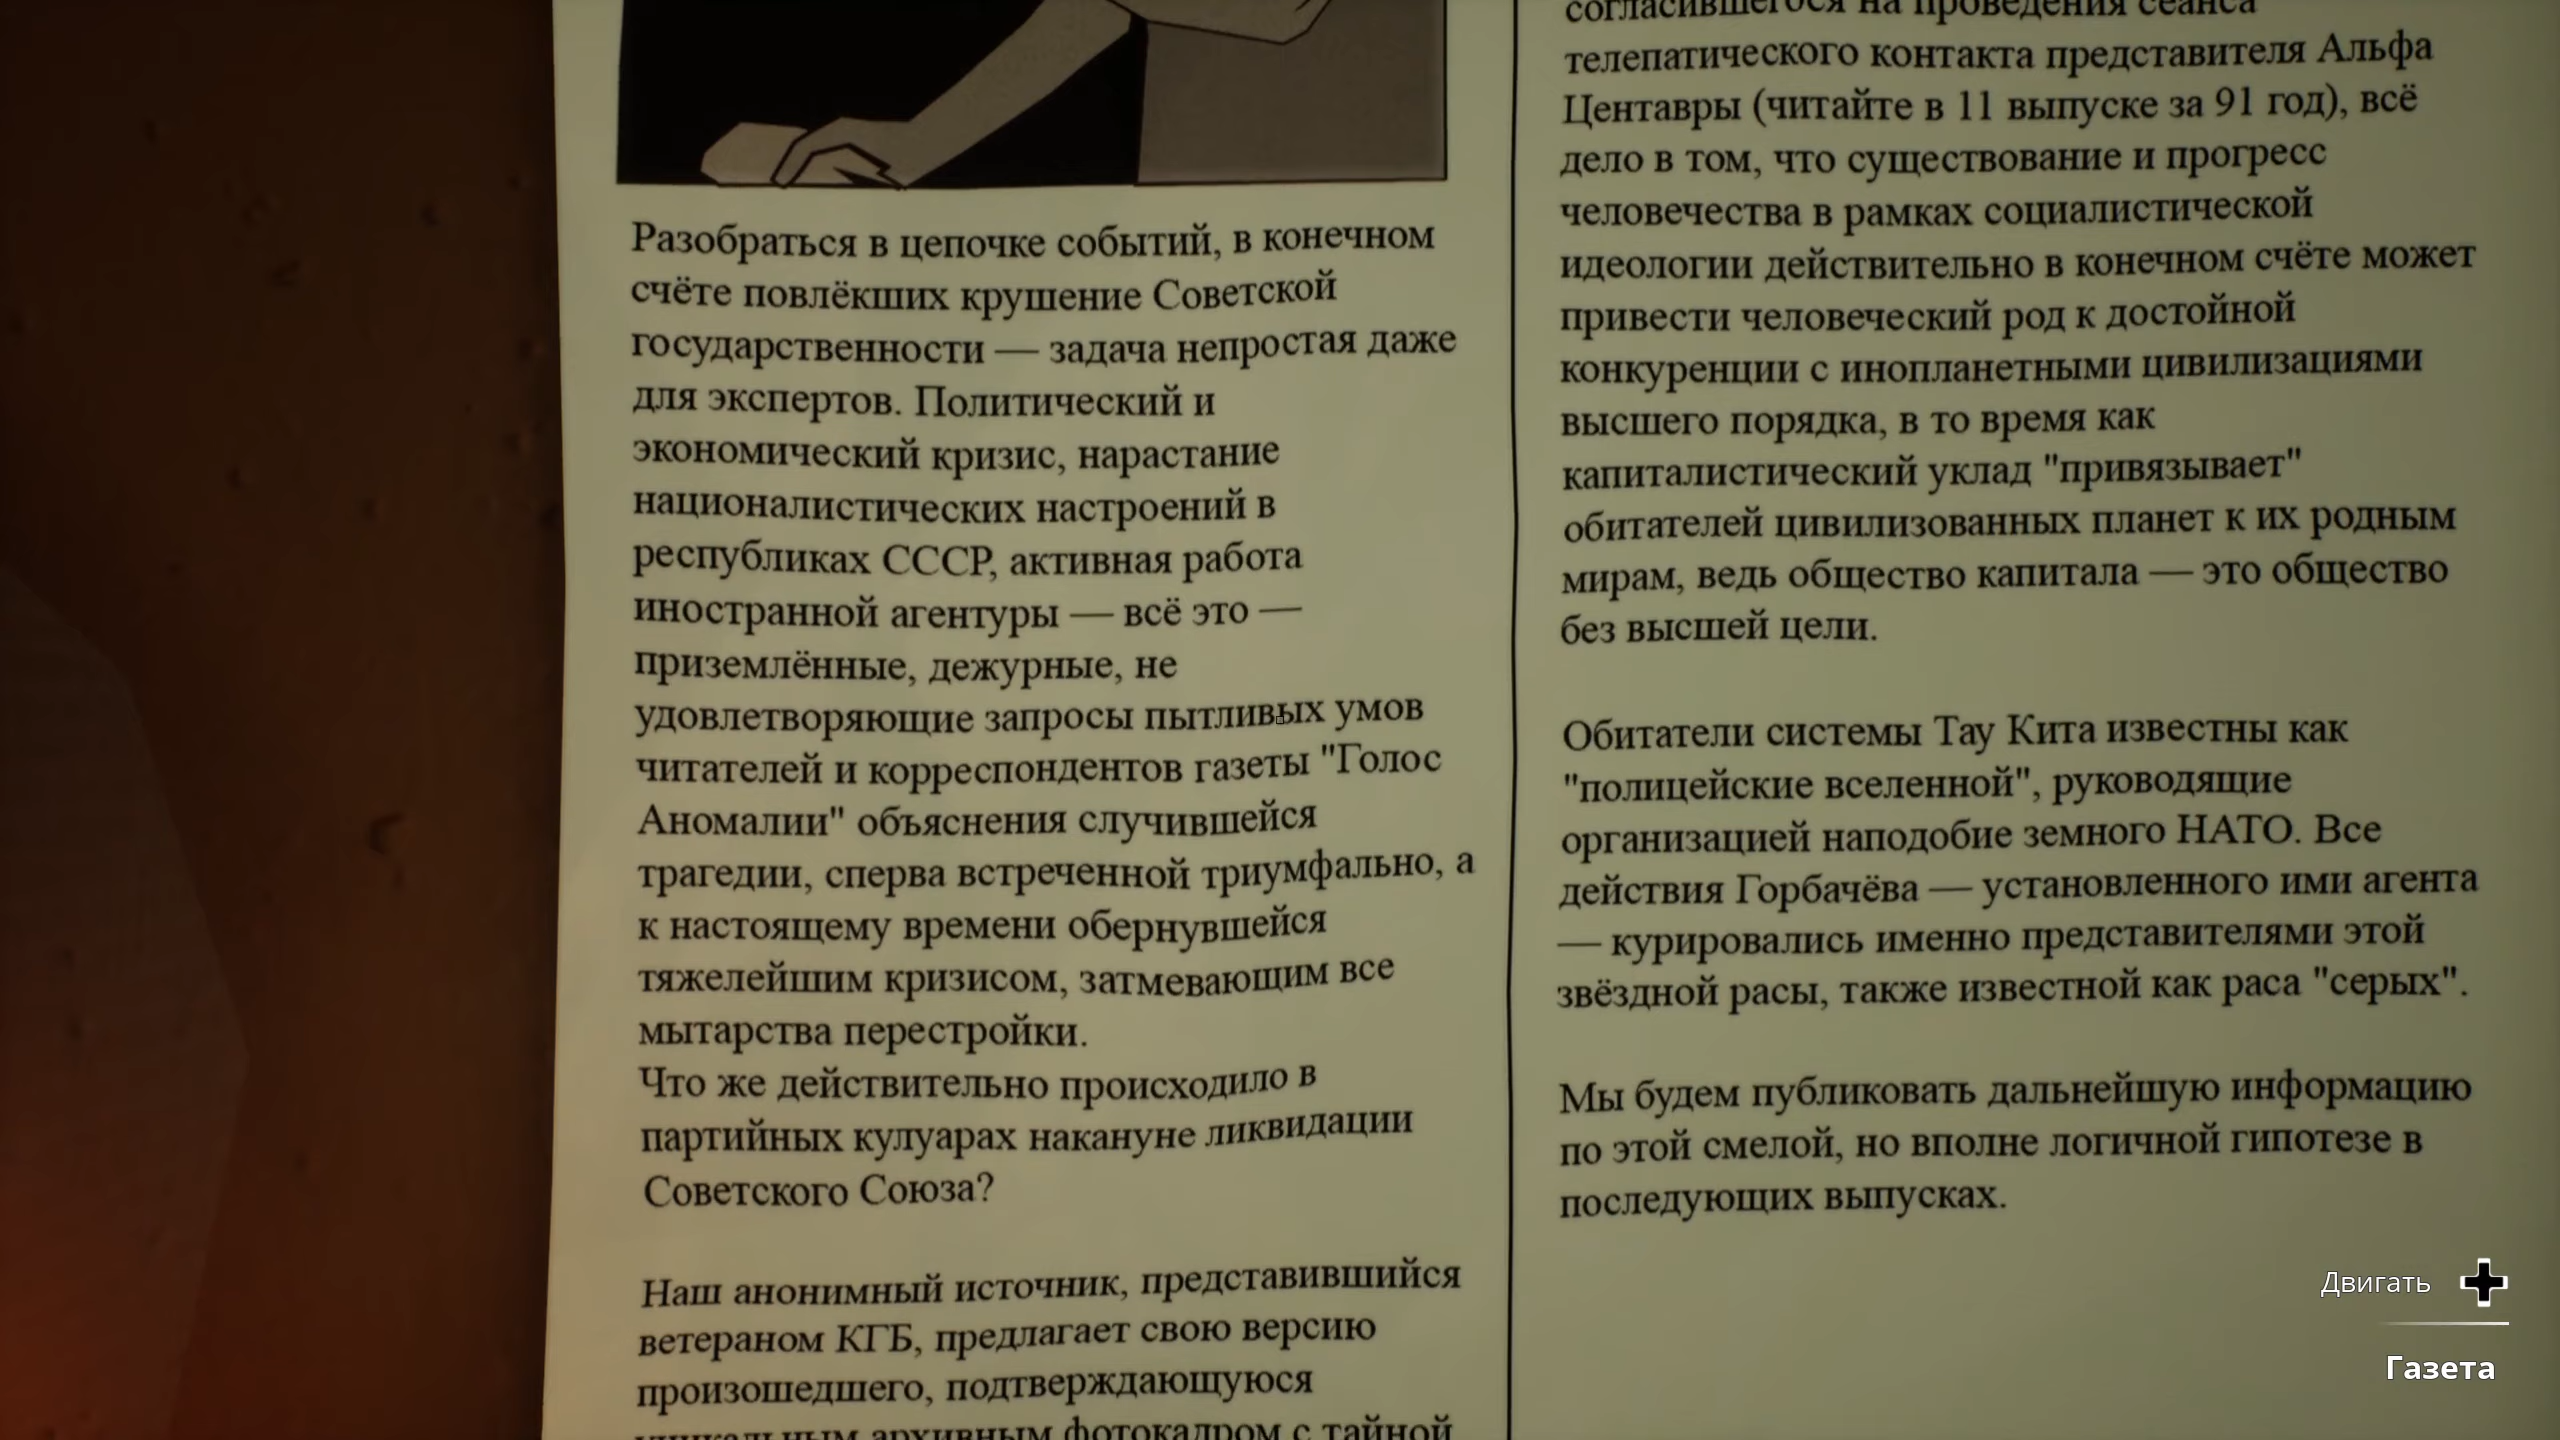 Разобраться в цепочке событий, в конечном
счёте повлёкших крушение Советской
государственности — задача непростая даже
для экспертов. Политический и
экономический кризис, нарастание
националистических настроений в
республиках СССР, активная работа
иностранной агентуры — всё это —
приземлённые, дежурные, не
удовлетворяющие запросы пытливых умов
читателей и корреспондентов газеты "Голос
Аномалии" объяснения случившейся
трагедии, сперва встреченной триумфально, а
к настоящему времени обернувшейся
тяжелейшим кризисом, затмевающим все
мытарства перестройки.
Что же действительно происходило в
партийных кулуарах накануне ликвидации
Советского Союза?
Наш анонимный источник, представившийся
ветераном КГБ, предлагает свою версию
произошедшего, подтверждающуюся
уникальным архивным фотокадром с тайной
согласившегося на проведения сеанса
телепатического контакта представителя Альфа
Центавры (читайте в 11 выпуске за 91 год), всё
дело в том, что существование и прогресс
человечества в рамках социалистической
идеологии действительно в конечном счёте может
привести человеческий род к достойной
конкуренции с инопланетными цивилизациями
высшего порядка, в то время как
капиталистический уклад "привязывает"
обитателей цивилизованных планет к их родным
мирам, ведь общество капитала — это общество
без высшей цели.
Обитатели системы Тау Кита известны как
"полицейские вселенной", руководящие
организацией наподобие земного НАТО. Все
действия Горбачёва — установленного ими агента
— курировались именно представителями этой
звёздной расы, также известной как раса "серых".
Мы будем публиковать дальнейшую информацию
по этой смелой, но вполне логичной гипотезе в
последующих выпусках.
Двигать
Газета